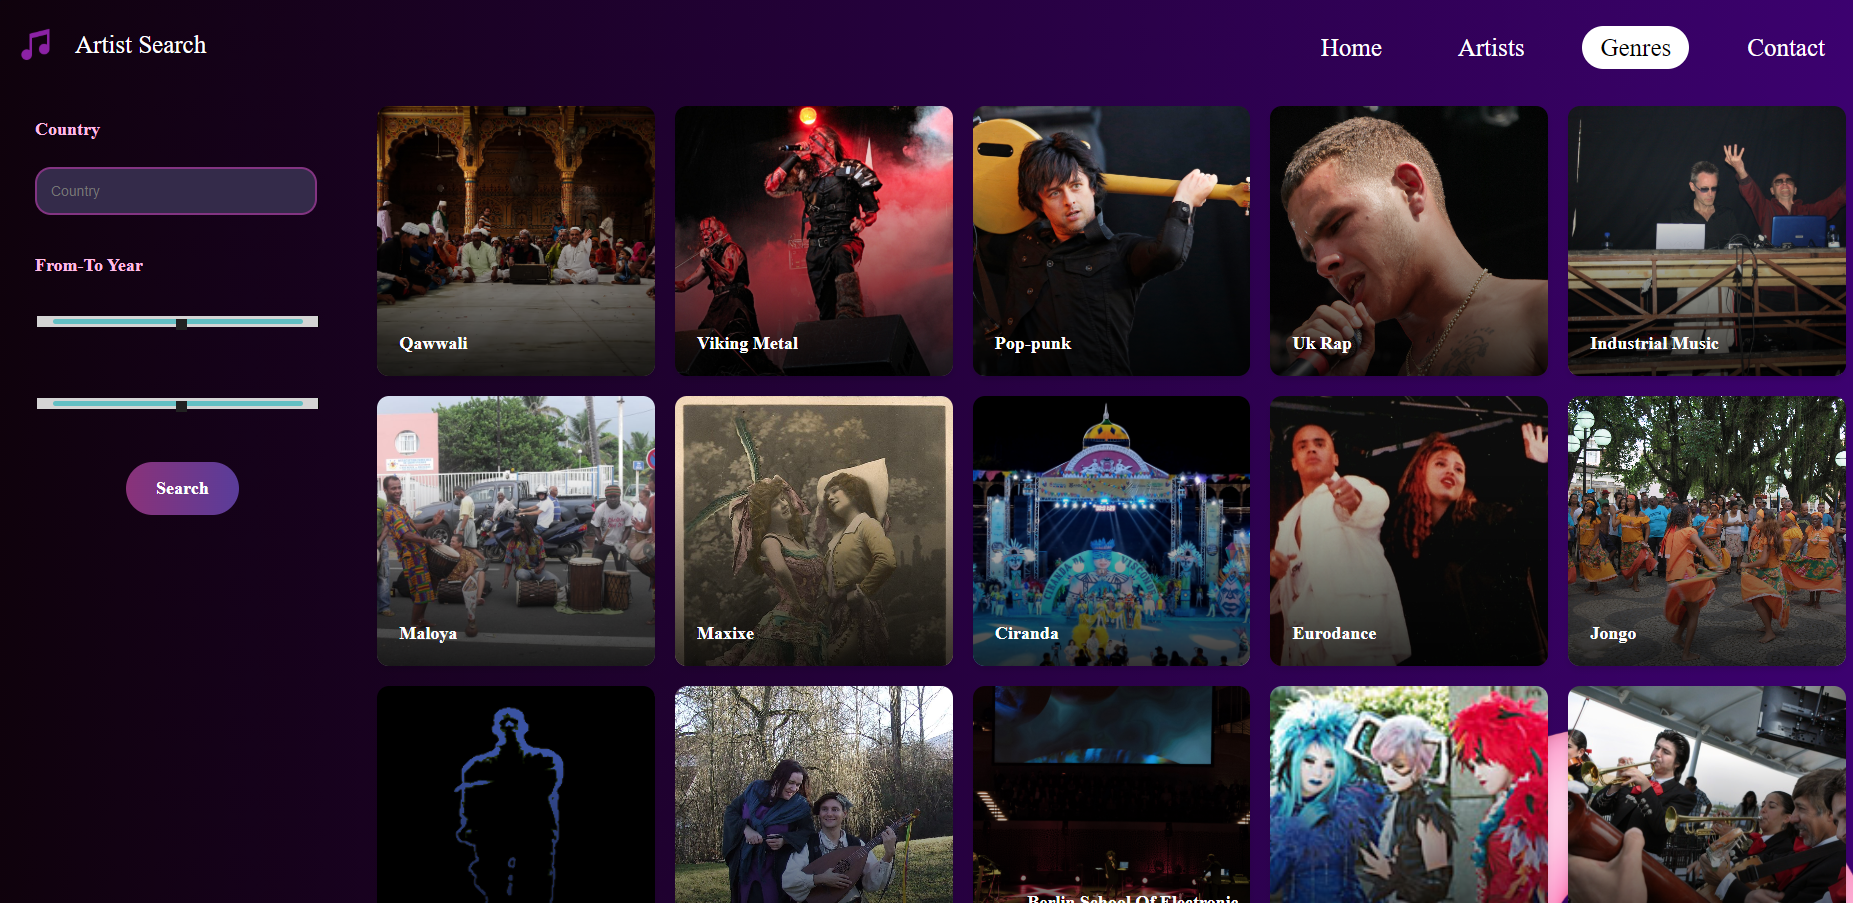 Artist Search
Home
Artists
Genres
Contact
Country
Country
From-To Year
Search
Qawwali
Viking Metal
Pop-punk
Uk Rap
Industrial Music
Maloya
Maxixe
Ciranda
Eurodance
Jongo
Berlin School Of Electronic